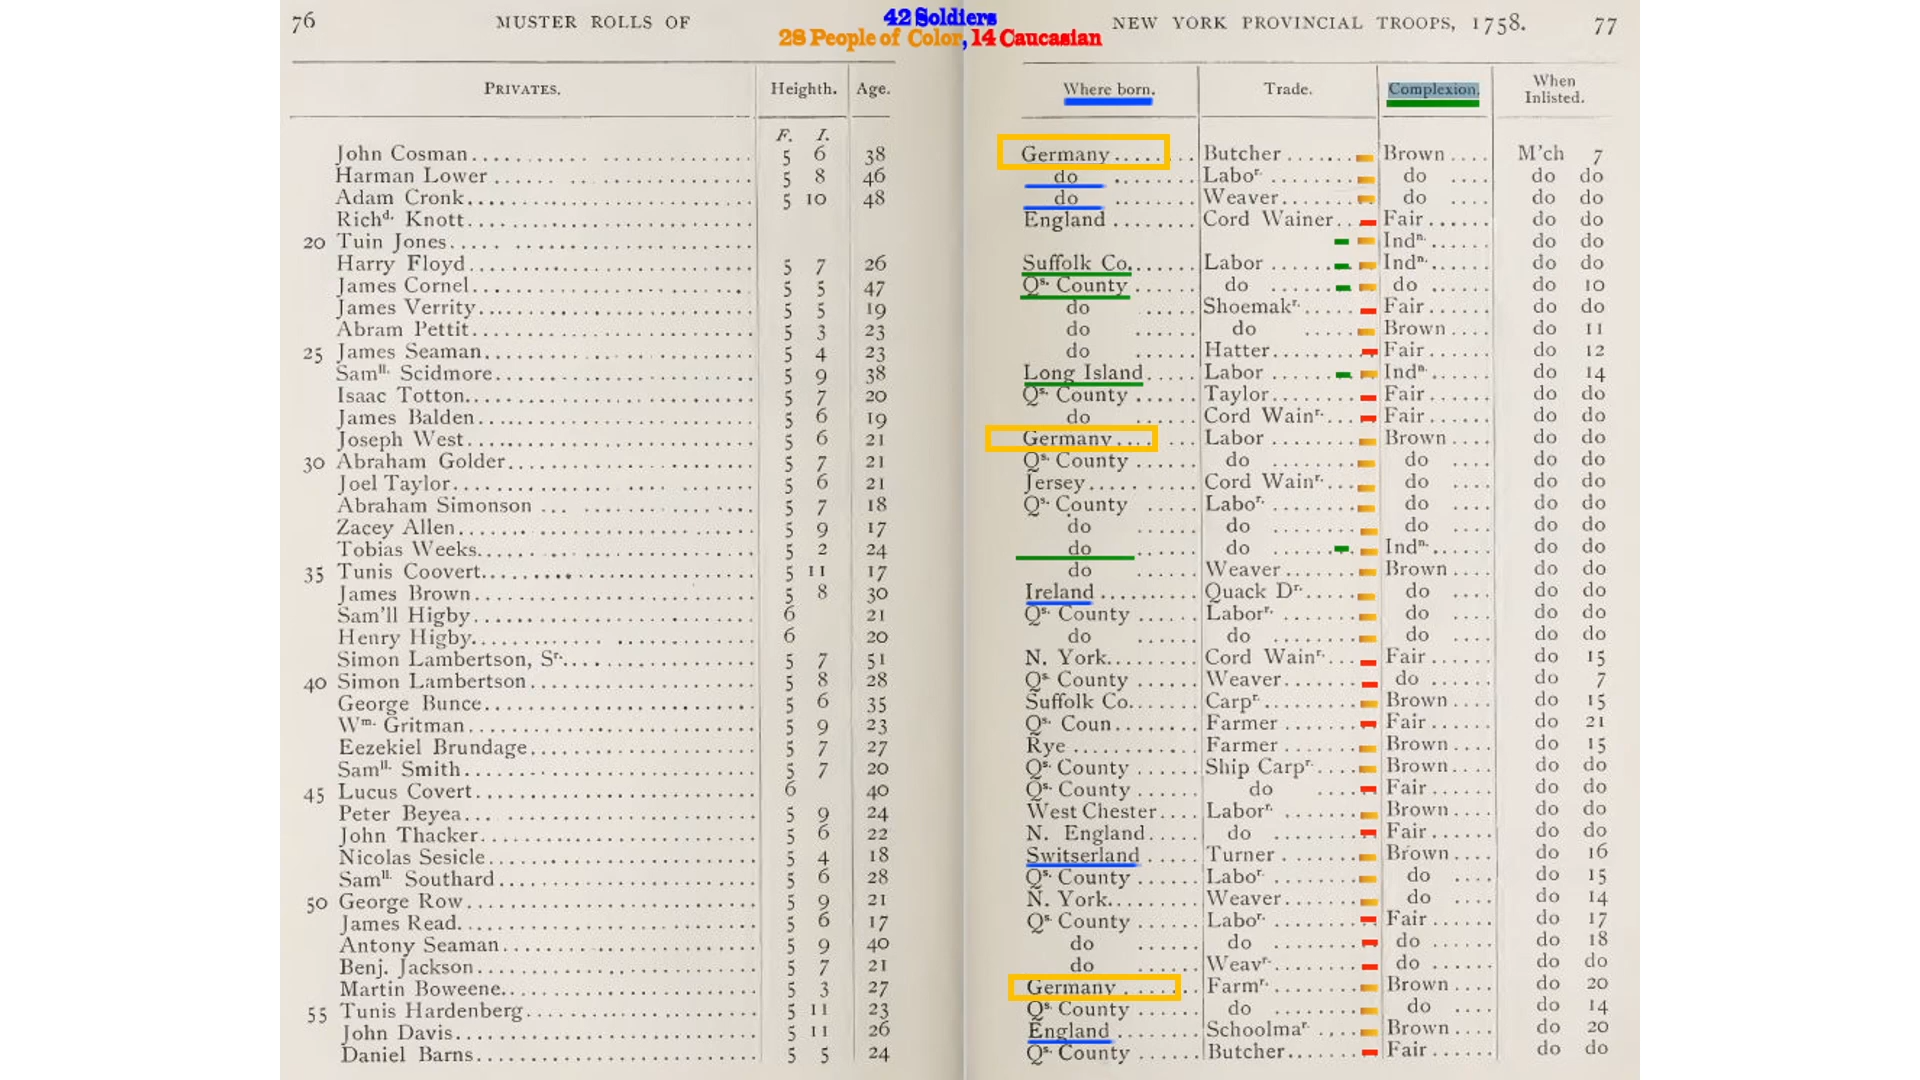 76 MUSTER ROLLS OF 42 Soldiers NEW YORK PROVINCIAL TROOPS, 1758. 77
28 People of Color, 14 Caucasian
PRIVATES. Heighth. Age. Where born. Trade. Complexion. When Inlisted.
F. I.
John Cosman 5 6 38 Germany Butcher Brown M'ch 7
Harman Lower 5 8 46 do Labor. do do do
Adam Cronk 5 10 48 do Weaver do do do
Richd. Knott England Cord Wainer Fair do do
20 Tuin Jones Indn. do do
Harry Floyd 5 7 26 Suffolk Co. Labor Indn. do do
James Cornel 5 5 47 Qs. County do do do 10
James Verrity 5 5 19 do Shoemakr. Fair do do
Abram Pettit 5 3 23 do do Brown do 11
25 James Seaman 5 4 23 do Hatter Fair do 12
Samll. Scidmore 5 9 38 Long Island Labor Indn. do 14
Isaac Totton 5 7 20 Qs. County Taylor Fair do do
James Balden 5 6 19 do Cord Wainr. Fair do do
Joseph West 5 6 21 Germany Labor Brown do do
30 Abraham Golder 5 7 21 Qs. County do do do do
Joel Taylor 5 6 21 Jersey Cord Wainr. do do do
Abraham Simonson 5 7 18 Qs. County Labor. do do do
Zacey Allen 5 9 17 do do do do do
Tobias Weeks 5 2 24 do do Indn. do do
35 Tunis Coovert 5 11 17 do Weaver Brown do do
James Brown 5 8 30 Ireland Quack Dr. do do do
Sam'll Higby 6 21 Qs. County Laborr. do do do
Henry Higby 6 20 do do do do do
Simon Lambertson, Sr. 5 7 51 N. York Cord Wainr. Fair do 15
40 Simon Lambertson 5 8 28 Qs. County Weaver do do 7
George Bunce 5 6 35 Suffolk Co. Carpr. Brown do 15
Wm. Gritman 5 9 23 Qs. Coun. Farmer Fair do 21
Eezekiel Brundage 5 7 27 Rye Farmer Brown do 15
Samll. Smith 5 7 20 Qs. County Ship Carpr. Brown do do
45 Lucus Covert 6 40 Qs. County do Fair do do
Peter Beyea 5 9 24 West Chester Laborr. Brown do do
John Thacker 5 6 22 N. England do Fair do do
Nicolas Sesicle 5 4 18 Switserland Turner Brown do 16
Samll. Southard 5 6 28 Qs. County Labor. do do 15
50 George Row 5 9 21 N. York Weaver do do 14
James Read 5 6 17 Qs. County Labor. Fair do 17
Antony Seaman 5 9 40 do do do do 18
Benj. Jackson 5 7 21 do Weavr. do do do
Martin Boweene 5 3 27 Germany Farmr. Brown do 20
55 Tunis Hardenberg 5 11 23 Qs. County do do do 14
John Davis 5 11 26 England Schoolmar. Brown do 20
Daniel Barns 5 5 24 Qs. County Butcher Fair do do